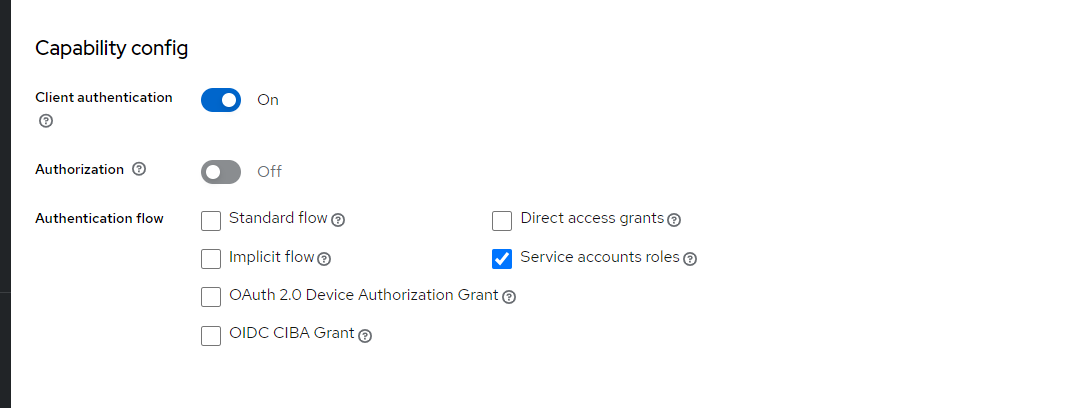 Capability config
Client authentication
On
Authorization
Off
Authentication flow
Standard flow
Direct access grants
Implicit flow
Service accounts roles
OAuth 2.0 Device Authorization Grant
OIDC CIBA Grant